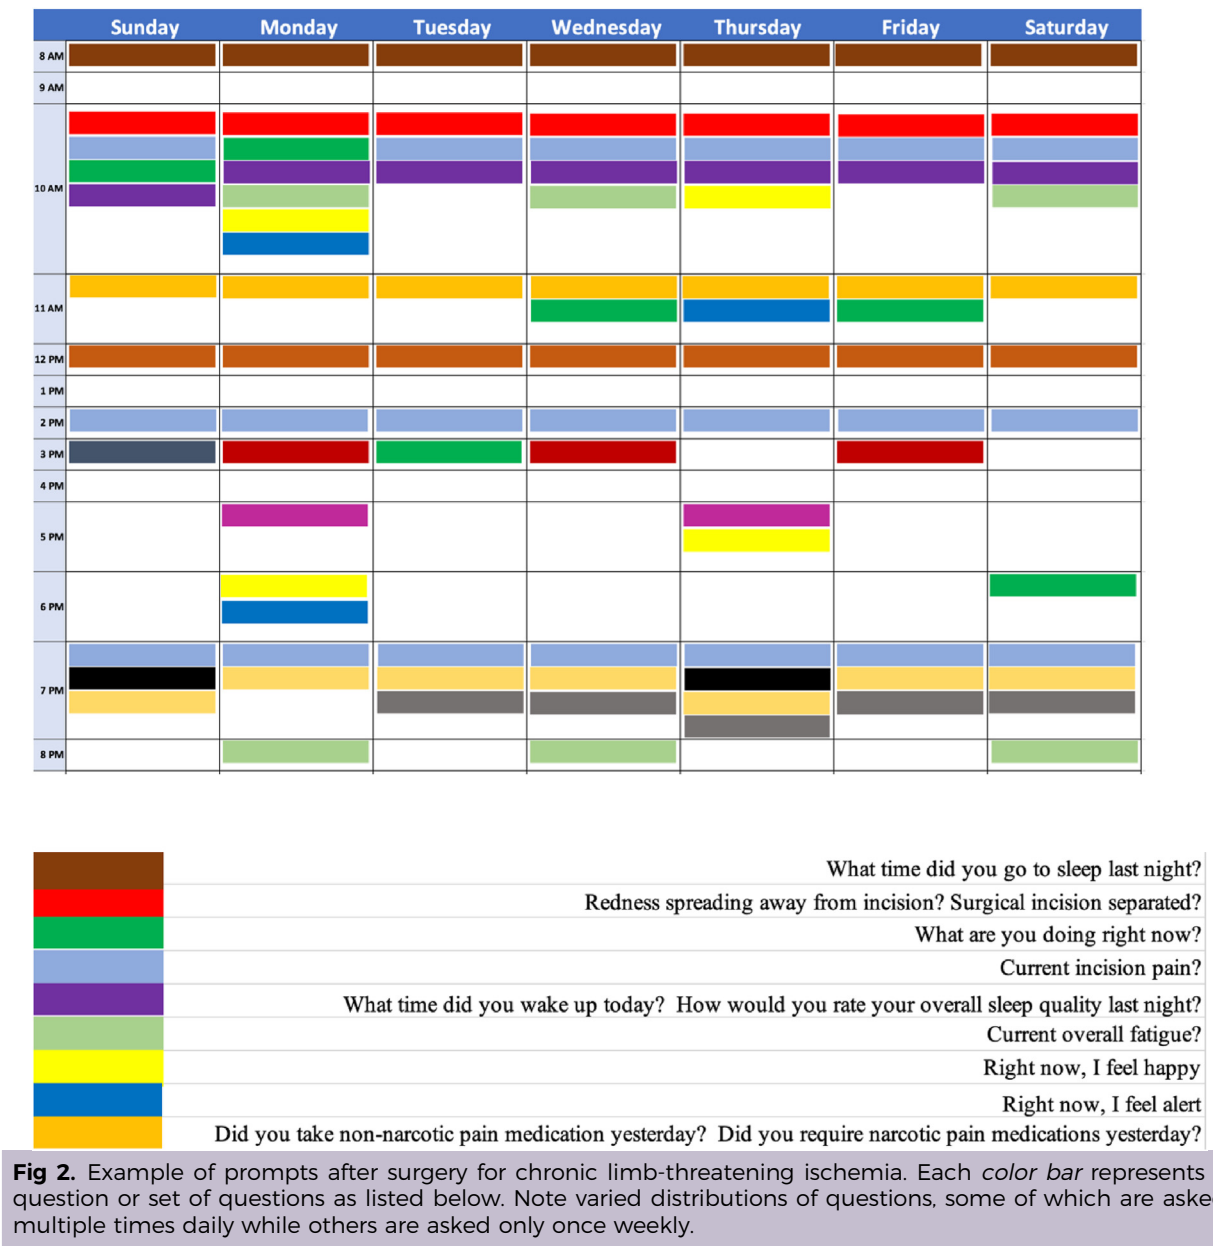 Sunday Monday Tuesday Wednesday Thursday Friday Saturday
8 AM
9 AM
10 AM
11 AM
12 PM
1 PM
2 PM
3 PM
4 PM
5 PM
6 PM
7 PM
8 PM
What time did you go to sleep last night?
Redness spreading away from incision? Surgical incision separated?
What are you doing right now?
Current incision pain?
What time did you wake up today? How would you rate your overall sleep quality last night?
Current overall fatigue?
Right now, I feel happy
Right now, I feel alert
Did you take non-narcotic pain medication yesterday? Did you require narcotic pain medications yesterday?
Fig 2. Example of prompts after surgery for chronic limb-threatening ischemia. Each color bar represents
question or set of questions as listed below. Note varied distributions of questions, some of which are aske
multiple times daily while others are asked only once weekly.